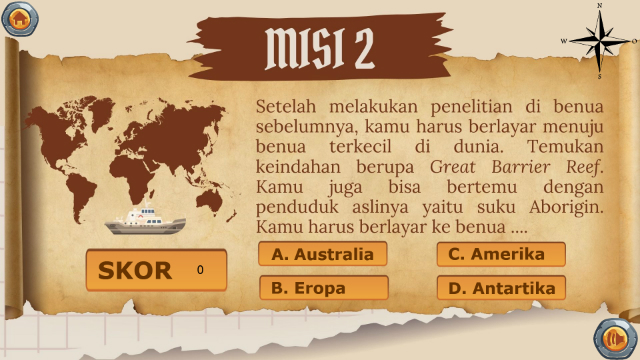 MISI 2
N
W
E
S
Setelah melakukan penelitian di benua
sebelumnya, kamu harus berlayar menuju
benua terkecil di dunia. Temukan
keindahan berupa Great Barrier Reef.
Kamu juga bisa bertemu dengan
penduduk aslinya yaitu suku Aborigin.
Kamu harus berlayar ke benua ....
SKOR 0
A. Australia
B. Eropa
C. Amerika
D. Antartika